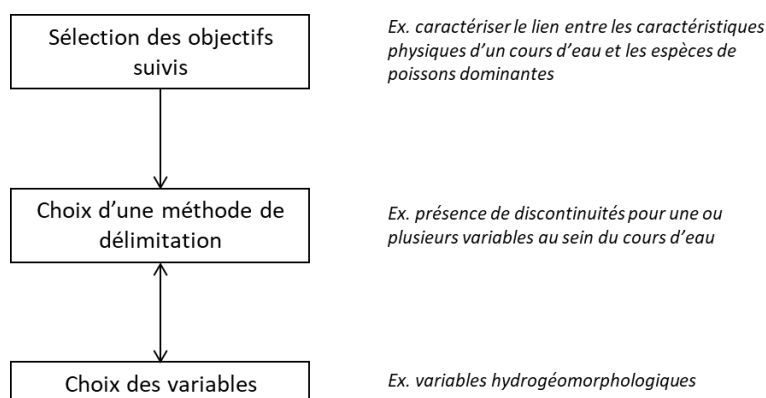 Sélection des objectifs
suivis
Ex. caractériser le lien entre les caractéristiques
physiques d'un cours d'eau et les espèces de
poissons dominantes
Choix d'une méthode de
délimitation
Ex. présence de discontinuités pour une ou
plusieurs variables au sein du cours d'eau
Choix des variables
Ex. variables hydrogéomorphologiques